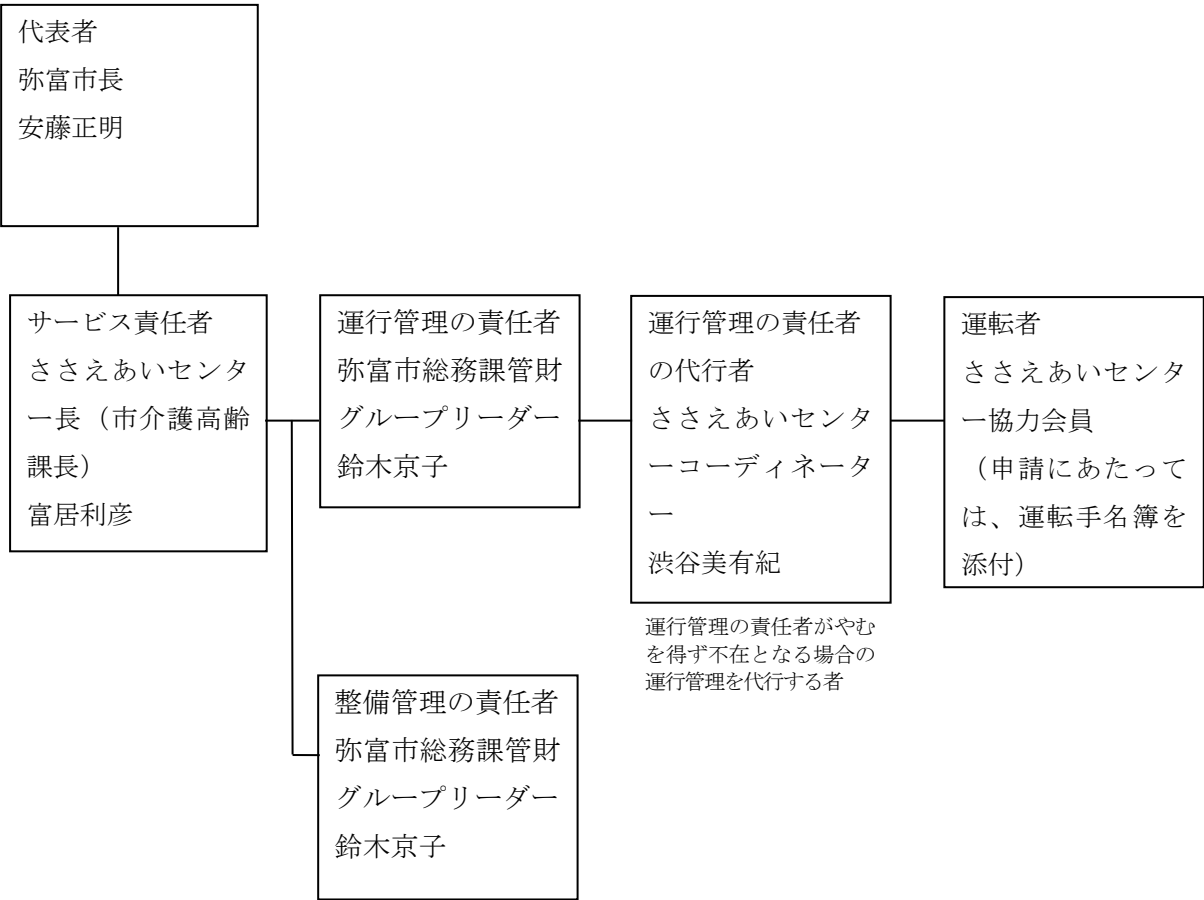 代表者
弥富市長
安藤正明
サービス責任者
ささえあいセンタ
ー長（市介護高齢
課長）
富居利彦
運行管理の責任者
弥富市総務課管財
グループリーダー
鈴木京子
運行管理の責任者
の代行者
ささえあいセンタ
ーコーディネータ
ー
渋谷美有紀
運行管理の責任者がやむ
を得ず不在となる場合の
運行管理を代行する者
運転者
ささえあいセンタ
ー協力会員
（申請にあたって
は、運転手名簿を
添付）
整備管理の責任者
弥富市総務課管財
グループリーダー
鈴木京子